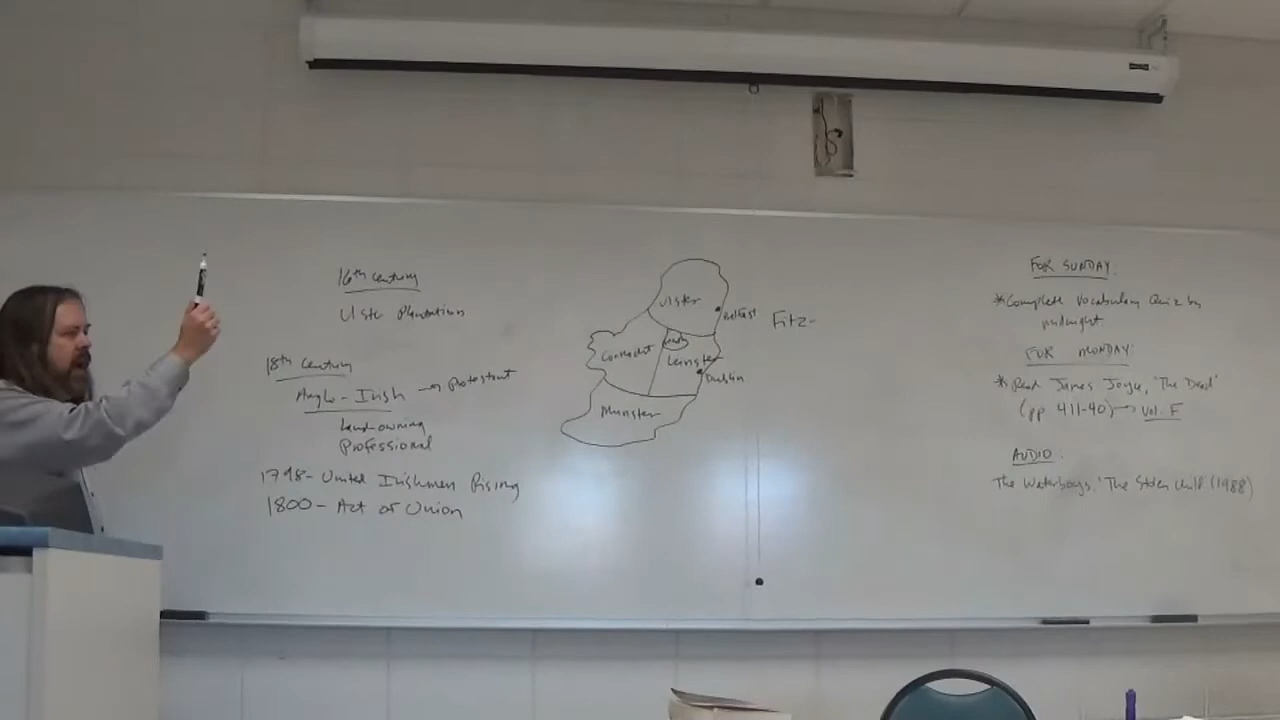 16th century
Ulster Plantations
18th Century
Anglo-Irish → Protestant
Land-owning
Professional
1798- United Irishmen Rising
1800- Act of Union
Ulster
Belfast
Fitz-
Connacht
Leinster
Dublin
Munster
FOR SUNDAY:
*Complete Vocabulary Quiz by
midnight
FOR MONDAY:
*Read James Joyce, 'The Dead'
(pp 411-40) → Vol. F
AUDIO:
The Waterboys, 'The Stolen Child' (1988)